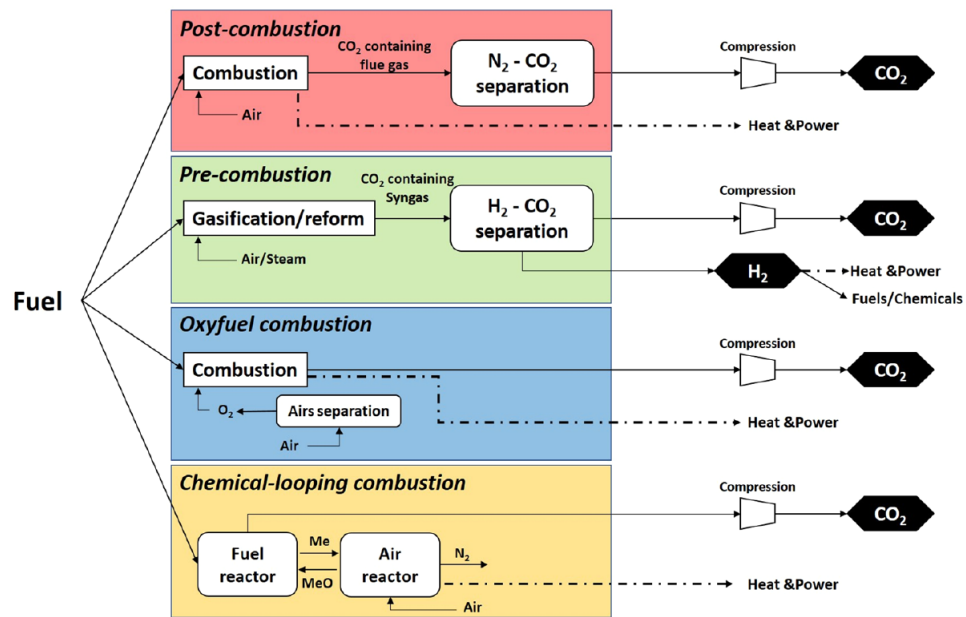 Post-combustion
CO₂ containing
flue gas
Combustion
N₂ - CO₂
separation
Compression
CO₂
Air
Heat &Power
Pre-combustion
CO₂ containing
Syngas
Gasification/reform
H₂ - CO₂
separation
Compression
CO₂
Air/Steam
H₂
Heat &Power
Fuels/Chemicals
Fuel
Oxyfuel combustion
Combustion
Compression
CO₂
O₂
Airs separation
Air
Heat &Power
Chemical-looping combustion
Compression
CO₂
Fuel
reactor
Me
MeO
Air
reactor
N₂
Heat &Power
Air